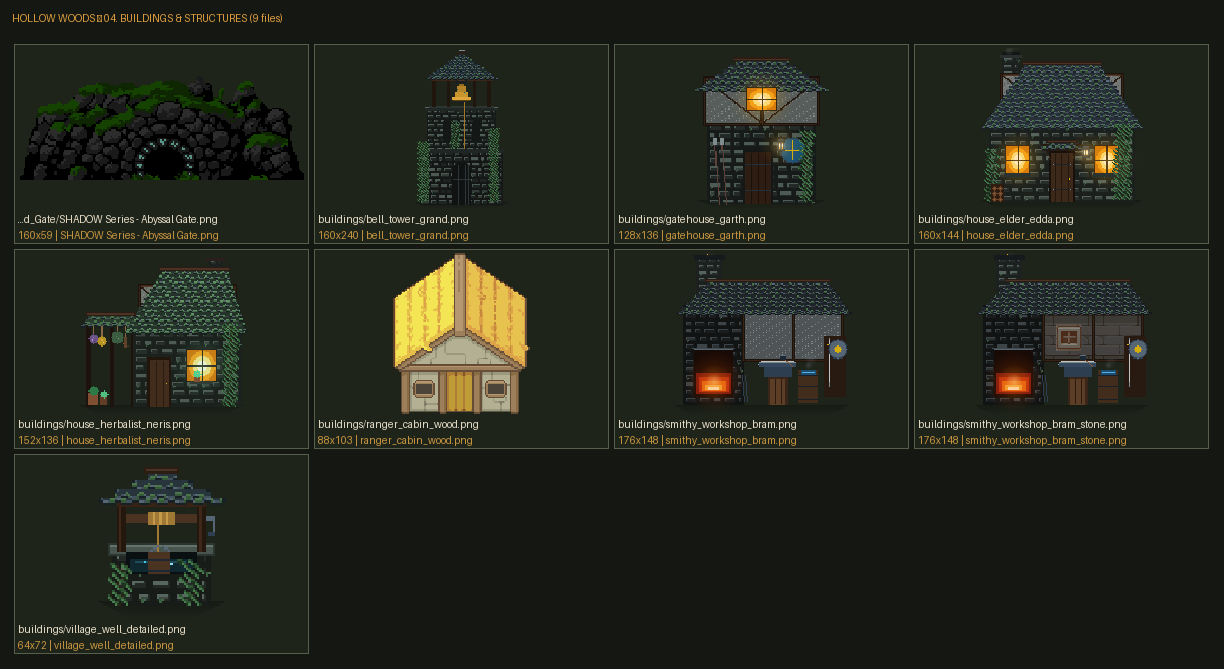 HOLLOW WOODS 04. BUILDINGS & STRUCTURES (9 files)
...d_Gate/SHADOW Series - Abyssal Gate.png
160x59 | SHADOW Series - Abyssal Gate.png
buildings/bell_tower_grand.png
160x240 | bell_tower_grand.png
buildings/gatehouse_garth.png
128x136 | gatehouse_garth.png
buildings/house_elder_edda.png
160x144 | house_elder_edda.png
buildings/house_herbalist_neris.png
152x136 | house_herbalist_neris.png
buildings/ranger_cabin_wood.png
88x103 | ranger_cabin_wood.png
buildings/smithy_workshop_bram.png
176x148 | smithy_workshop_bram.png
buildings/smithy_workshop_bram_stone.png
176x148 | smithy_workshop_bram_stone.png
buildings/village_well_detailed.png
64x72 | village_well_detailed.png